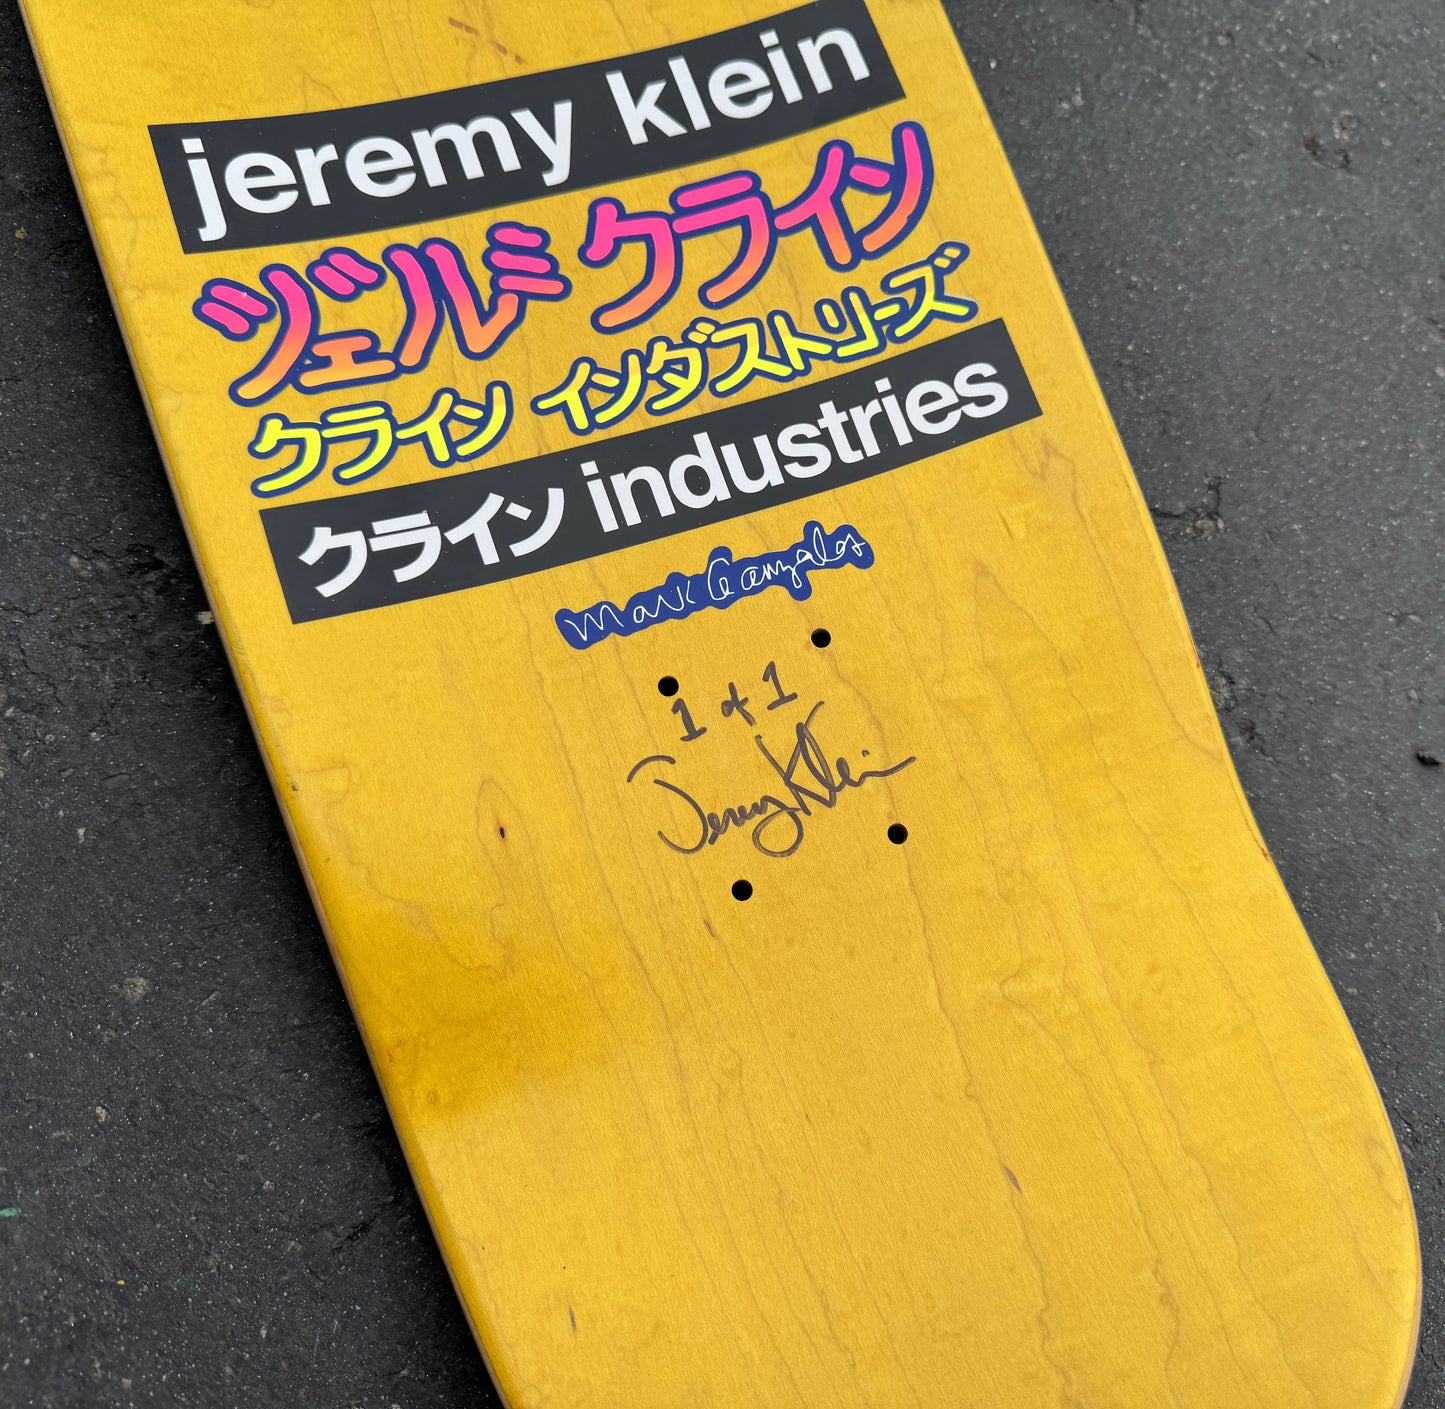 jeremy klein
ジェルミ クライン
クライン インダストリーズ
クライン industries
Mark Gonzales
1 of 1
Jeremy Klein